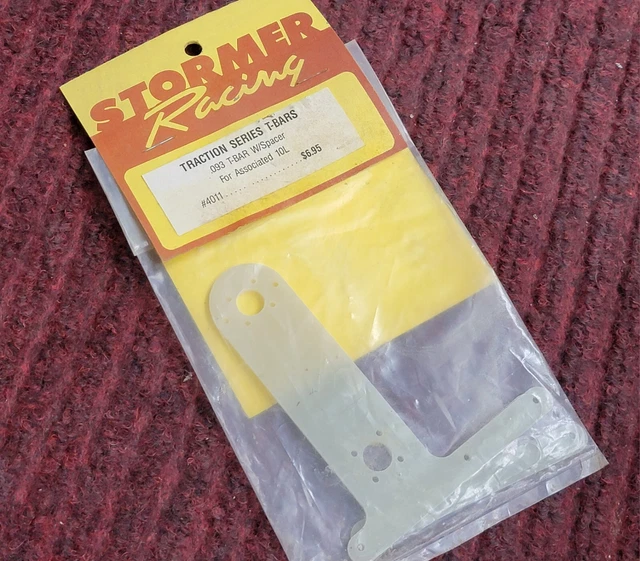 STORMER
Racing
TRACTION SERIES T-BARS
.093 T-BAR W/Spacer
For Associated 10L
#4011......................$6.95